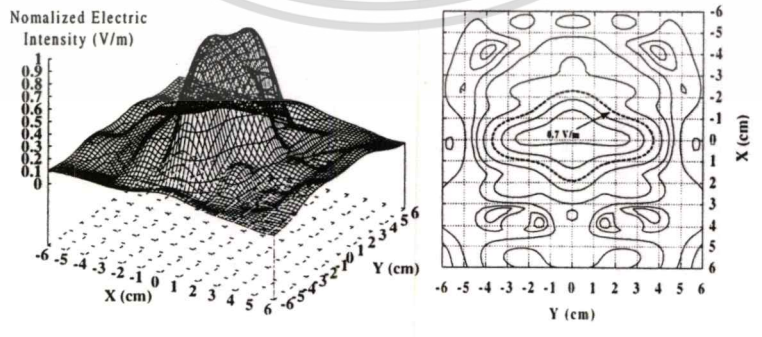 Nomalized Electric
Intensity (V/m)
1
0.9
0.8
0.7
0.6
0.5
0.4
0.3
0.2
0.1
0
-6 -5 -4 -3 -2 -1 0 1 2 3 4 5 6
X (cm)
-6 -5 -4 -3 -2 -1 0 1 2 3 4 5 6
Y (cm)
0.7 V/m
-6
-5
-4
-3
-2
-1
0
1
2
3
4
5
6
X (cm)
-6 -5 -4 -3 -2 -1 0 1 2 3 4 5 6
Y (cm)